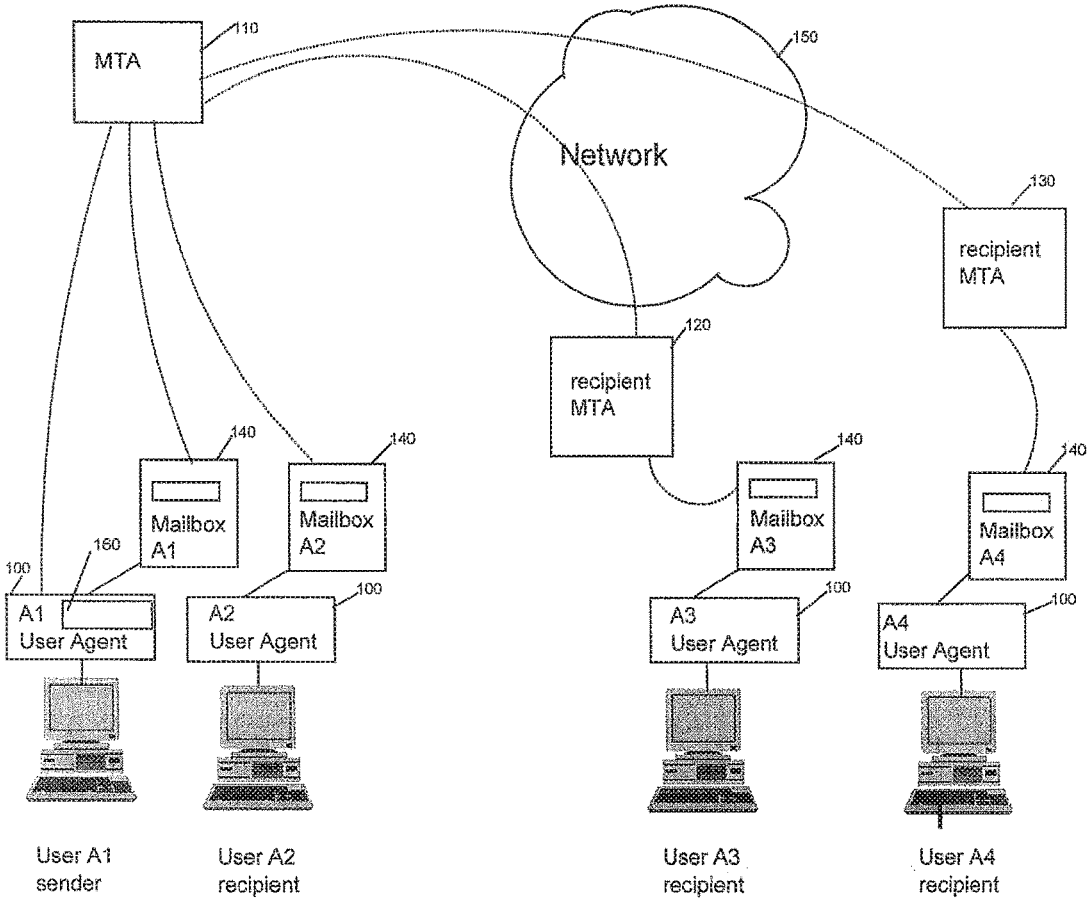 110
MTA
150
Network
130
recipient
MTA
120
recipient
MTA
140
Mailbox
A1
140
Mailbox
A2
140
Mailbox
A3
140
Mailbox
A4
160
100
A1
User Agent
100
A2
User Agent
100
A3
User Agent
100
A4
User Agent
User A1
sender
User A2
recipient
User A3
recipient
User A4
recipient